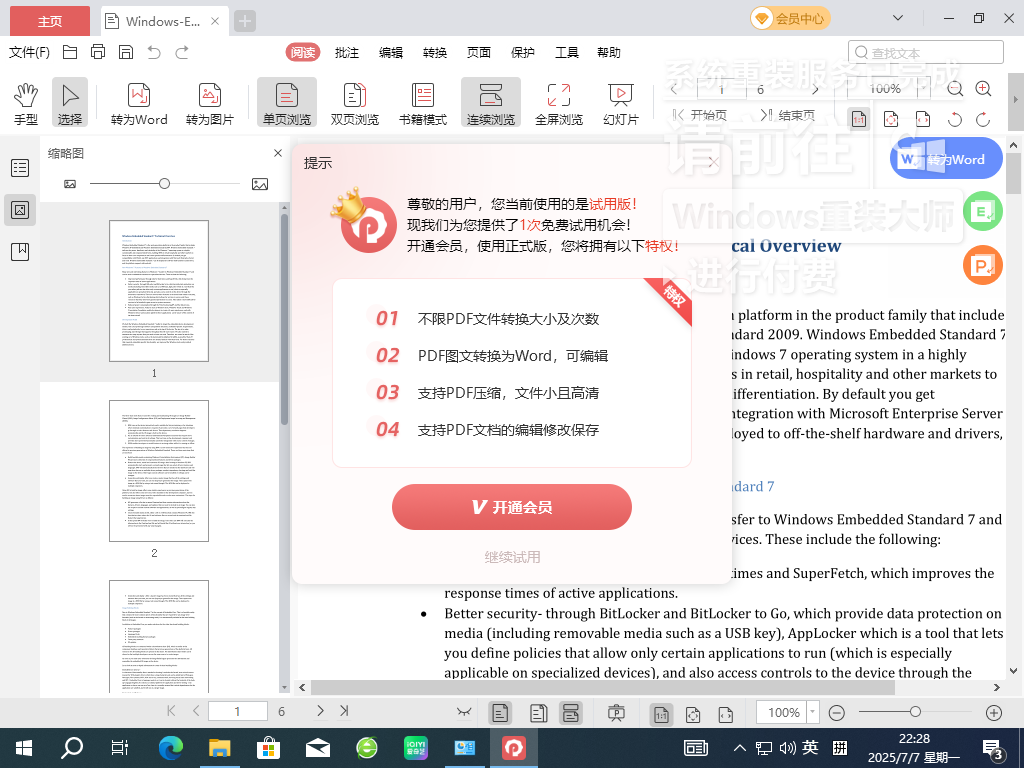 主页
Windows-E...
会员中心
文件(F)
阅读
批注
编辑
转换
页面
保护
工具
帮助
查找文本
手型
选择
转为Word
转为图片
单页浏览
双页浏览
书籍模式
连续浏览
全屏浏览
幻灯片
1
6
100%
开始页
结束页
1:1
系统重装服务已完成
请前往
Windows重装大师
进行付费
转为Word
缩略图
1
2
提示
尊敬的用户，您当前使用的是试用版！
现我们为您提供了1次免费试用机会！
开通会员，使用正式版，您将拥有以下特权！
特权
01 不限PDF文件转换大小及次数
02 PDF图文转换为Word，可编辑
03 支持PDF压缩，文件小且高清
04 支持PDF文档的编辑修改保存
开通会员
继续试用
cal Overview
platform in the product family that include
dard 2009. Windows Embedded Standard 7
indows 7 operating system in a highly
s in retail, hospitality and other markets to
differentiation. By default you get
ntegration with Microsoft Enterprise Server
loyed to off-the-shelf hardware and drivers,
ndard 7
sfer to Windows Embedded Standard 7 and
vices. These include the following:
times and SuperFetch, which improves the
response times of active applications.
• Better security- through BitLocker and BitLocker to Go, which provide data protection on
media (including removable media such as a USB key), AppLocker which is a tool that lets
you define policies that allow only certain applications to run (which is especially
applicable on specialized devices), and also access controls to the device through the
1
6
1:1
100%
英
22:28
2025/7/7 星期一
3